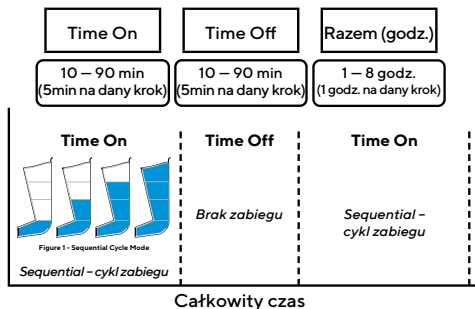 Time On
Time Off
Razem (godz.)
10 – 90 min
(5min na dany krok)
10 – 90 min
(5min na dany krok)
1 – 8 godz.
(1 godz. na dany krok)
Time On
Time Off
Time On
Figure 1 - Sequential Cycle Mode
Sequential – cykl zabiegu
Brak zabiegu
Sequential –
cykl zabiegu
Całkowity czas